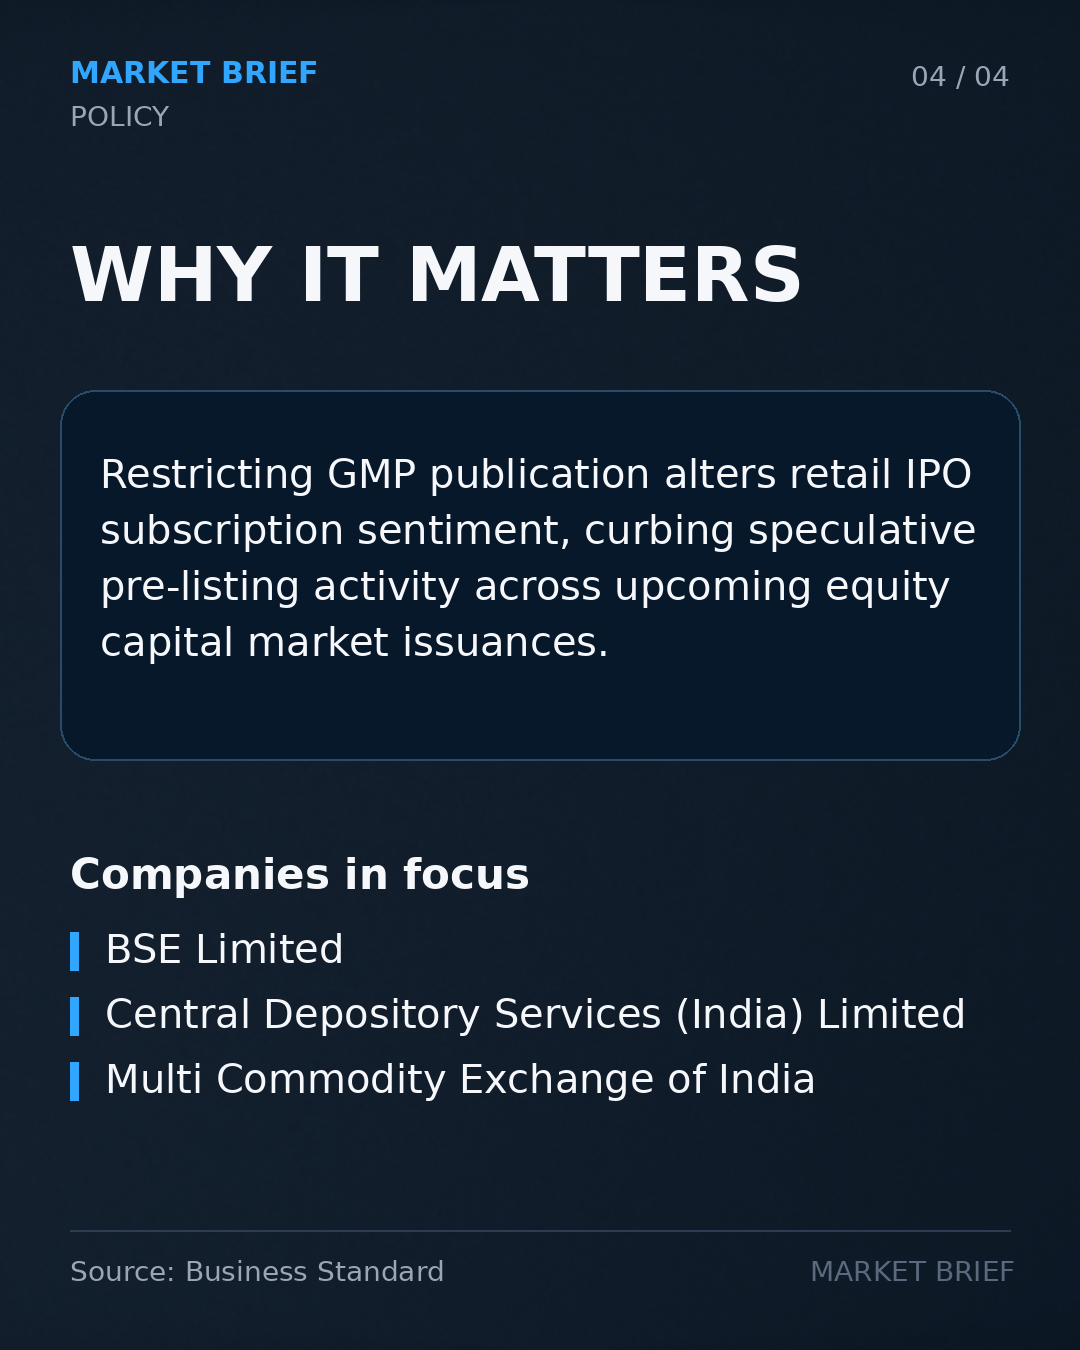 MARKET BRIEF
04 / 04
POLICY
WHY IT MATTERS
Restricting GMP publication alters retail IPO
subscription sentiment, curbing speculative
pre-listing activity across upcoming equity
capital market issuances.
Companies in focus
BSE Limited
Central Depository Services (India) Limited
Multi Commodity Exchange of India
Source: Business Standard
MARKET BRIEF